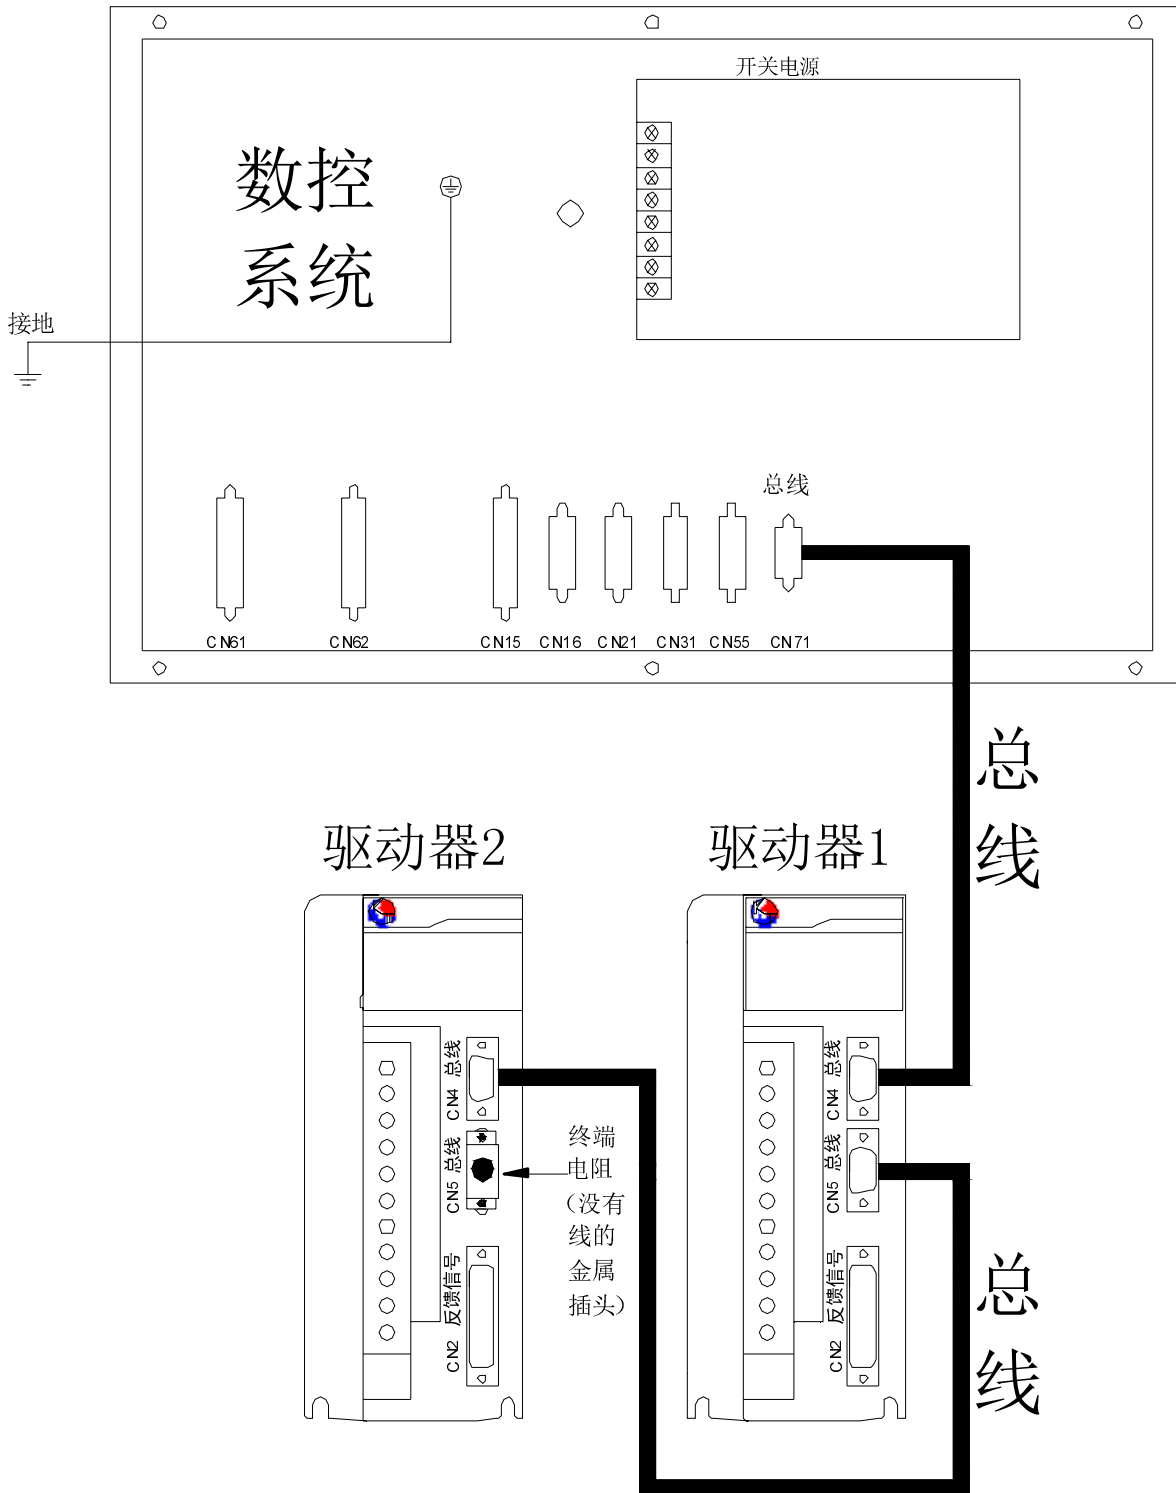 开关电源
数控
系统
接地
总线
CN61
CN62
CN15
CN16
CN21
CN31
CN55
CN71
总
线
驱动器2
驱动器1
CN4 总线
CN5 总线
CN2 反馈信号
终端
电阻
（没有
线的
金属
插头）
CN4 总线
CN5 总线
CN2 反馈信号
总
线